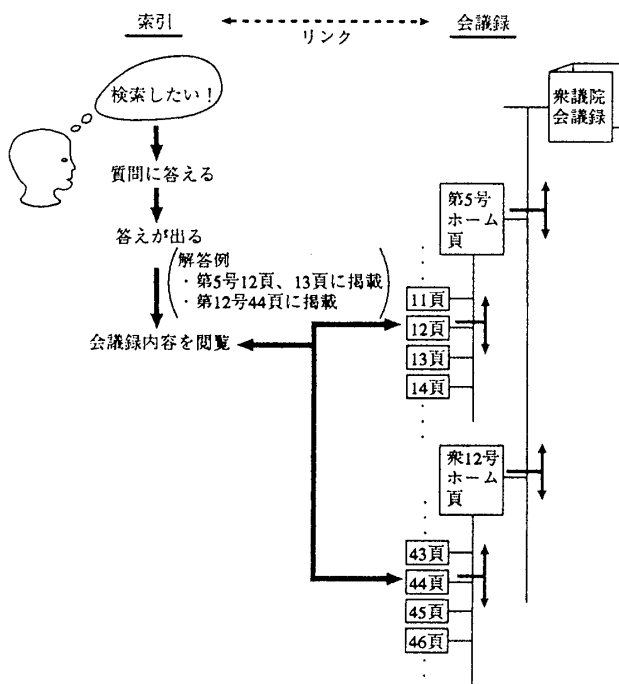 索引
リンク
会議録
検索したい！
衆議院
会議録
質問に答える
第5号
ホーム
頁
答えが出る
解答例
・第5号12頁、13頁に掲載
・第12号44頁に掲載
会議録内容を閲覧
11頁
12頁
13頁
14頁
衆12号
ホーム
頁
43頁
44頁
45頁
46頁